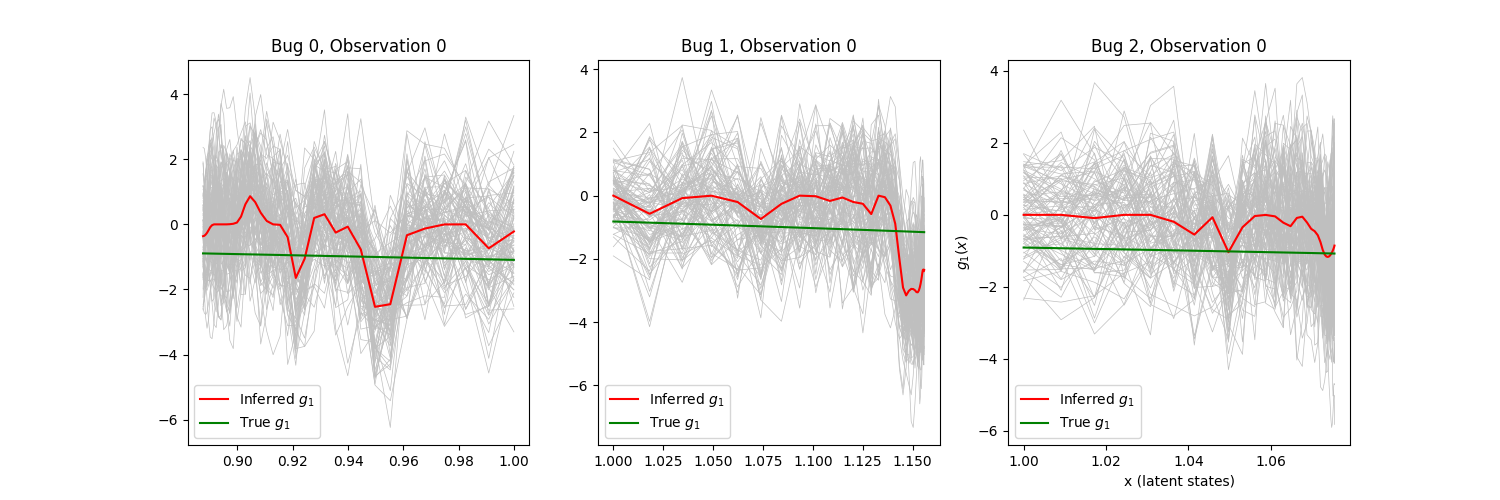 Bug 0, Observation 0
4
2
0
−2
−4
−6
Inferred g₁
True g₁
0.90 0.92 0.94 0.96 0.98 1.00
Bug 1, Observation 0
4
2
0
−2
−4
−6
Inferred g₁
True g₁
1.000 1.025 1.050 1.075 1.100 1.125 1.150
Bug 2, Observation 0
g₁(x)
4
2
0
−2
−4
−6
Inferred g₁
True g₁
1.00 1.02 1.04 1.06
x (latent states)